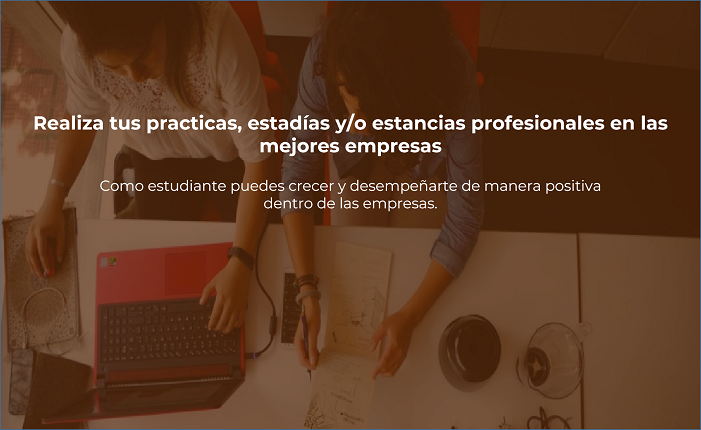 Realiza tus practicas, estadías y/o estancias profesionales en las
mejores empresas
Como estudiante puedes crecer y desempeñarte de manera positiva
dentro de las empresas.